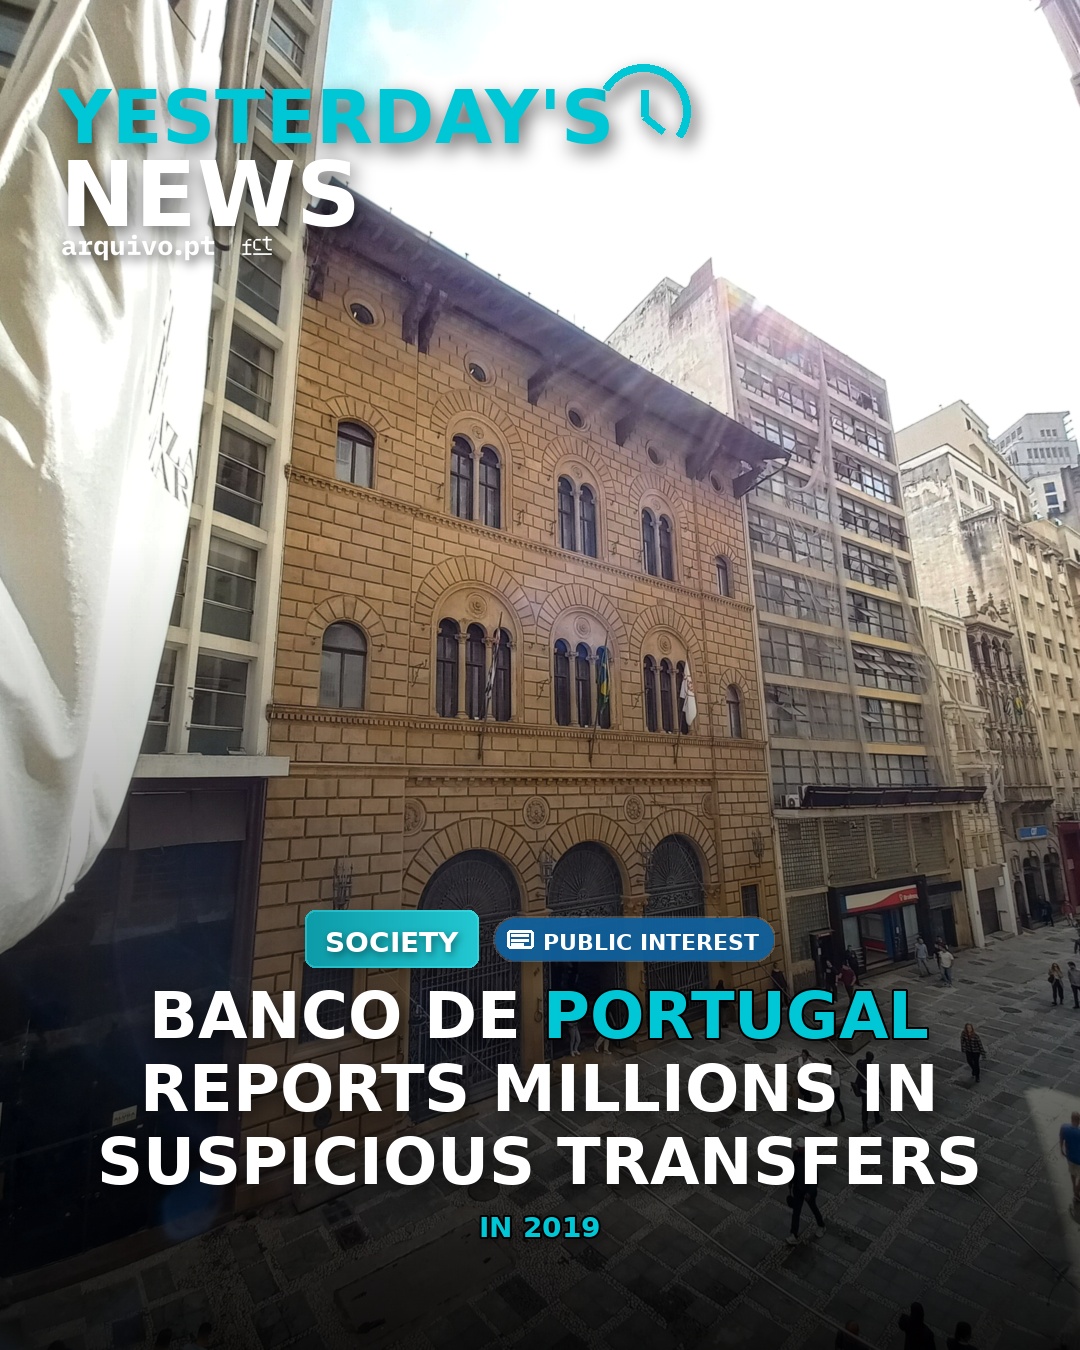 YESTERDAY'S
NEWS
arquivo.pt fct
SOCIETY
PUBLIC INTEREST
BANCO DE PORTUGAL
REPORTS MILLIONS IN
SUSPICIOUS TRANSFERS
IN 2019